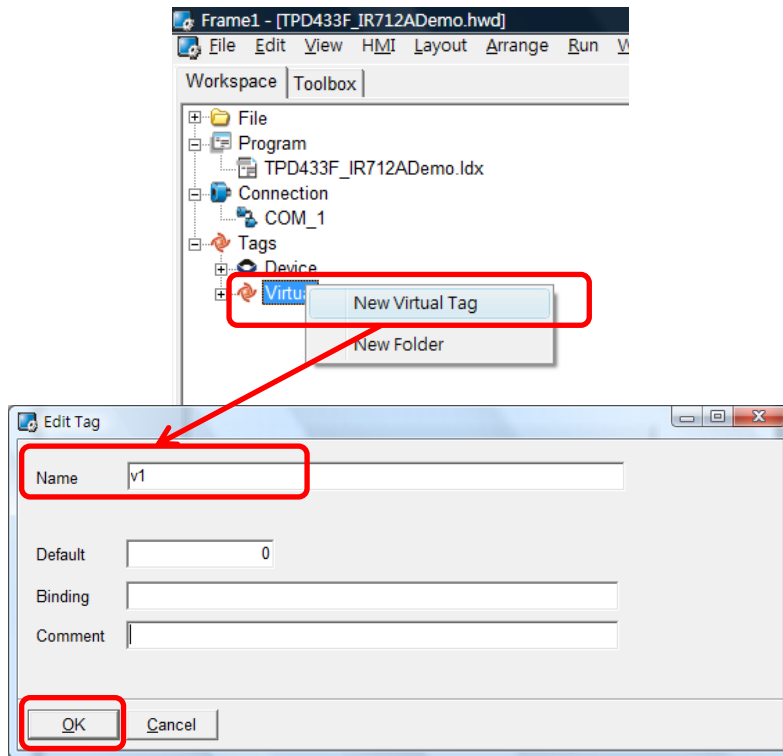 Frame1 - [TPD433F_IR712ADemo.hwd]
File Edit View HMI Layout Arrange Run
Workspace Toolbox
File
Program
TPD433F_IR712ADemo.ldx
Connection
COM_1
Tags
Device
Virtu
New Virtual Tag
New Folder
Edit Tag
Name v1
Default 0
Binding
Comment
OK Cancel